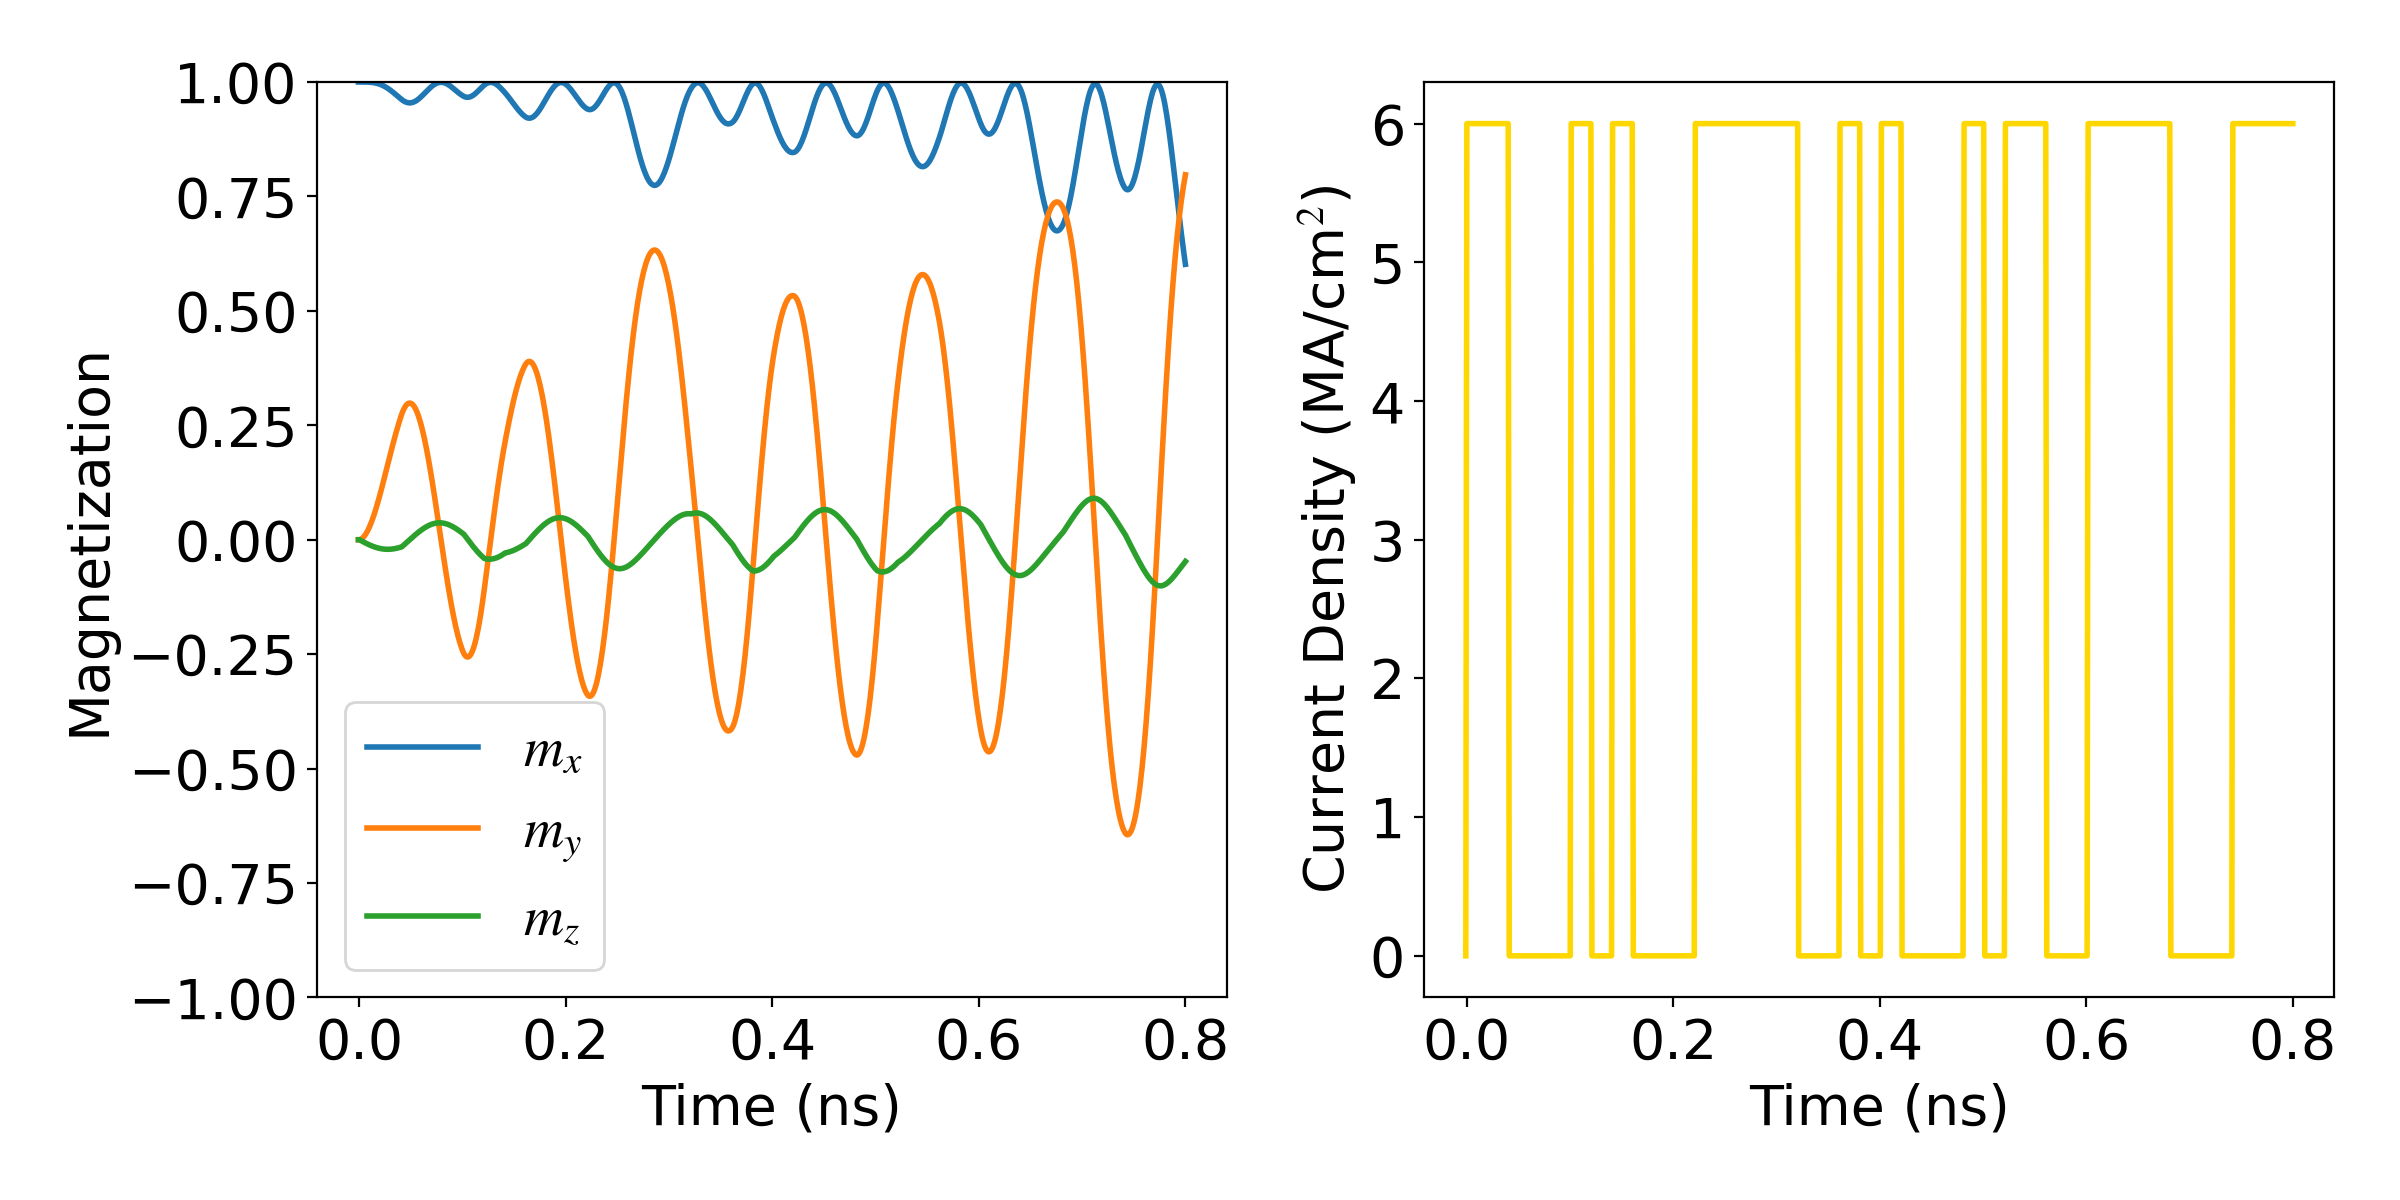 Magnetization
1.00
0.75
0.50
0.25
0.00
−0.25
−0.50
−0.75
−1.00
0.0 0.2 0.4 0.6 0.8
Time (ns)
m_x
m_y
m_z
Current Density (MA/cm²)
6
5
4
3
2
1
0
0.0 0.2 0.4 0.6 0.8
Time (ns)